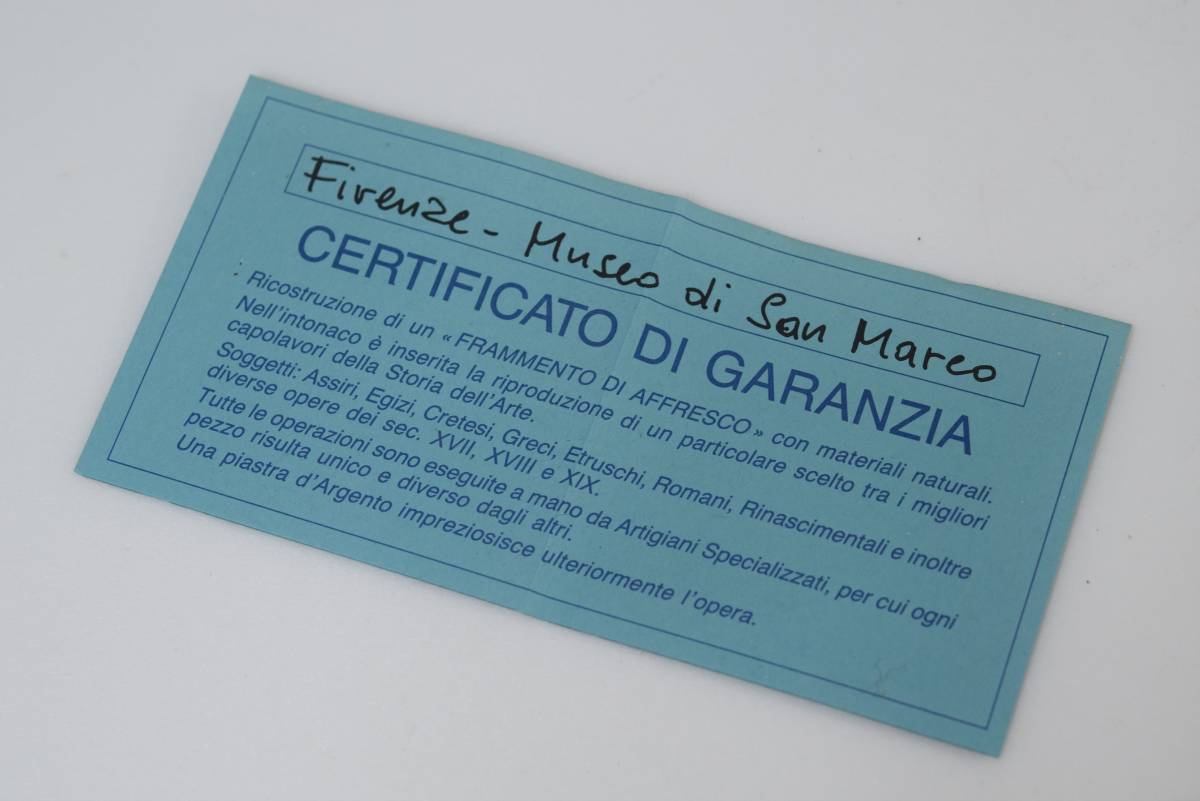 Firenze - Museo di San Marco
CERTIFICATO DI GARANZIA
Ricostruzione di un «FRAMMENTO DI AFFRESCO» con materiali naturali.
Nell'intonaco è inserita la riproduzione di un particolare scelto tra i migliori
capolavori della Storia dell'Arte.
Soggetti: Assiri, Egizi, Cretesi, Greci, Etruschi, Romani, Rinascimentali e inoltre
diverse opere dei sec. XVII, XVIII e XIX.
Tutte le operazioni sono eseguite a mano da Artigiani Specializzati, per cui ogni
pezzo risulta unico e diverso dagli altri.
Una piastra d'Argento impreziosisce ulteriormente l'opera.